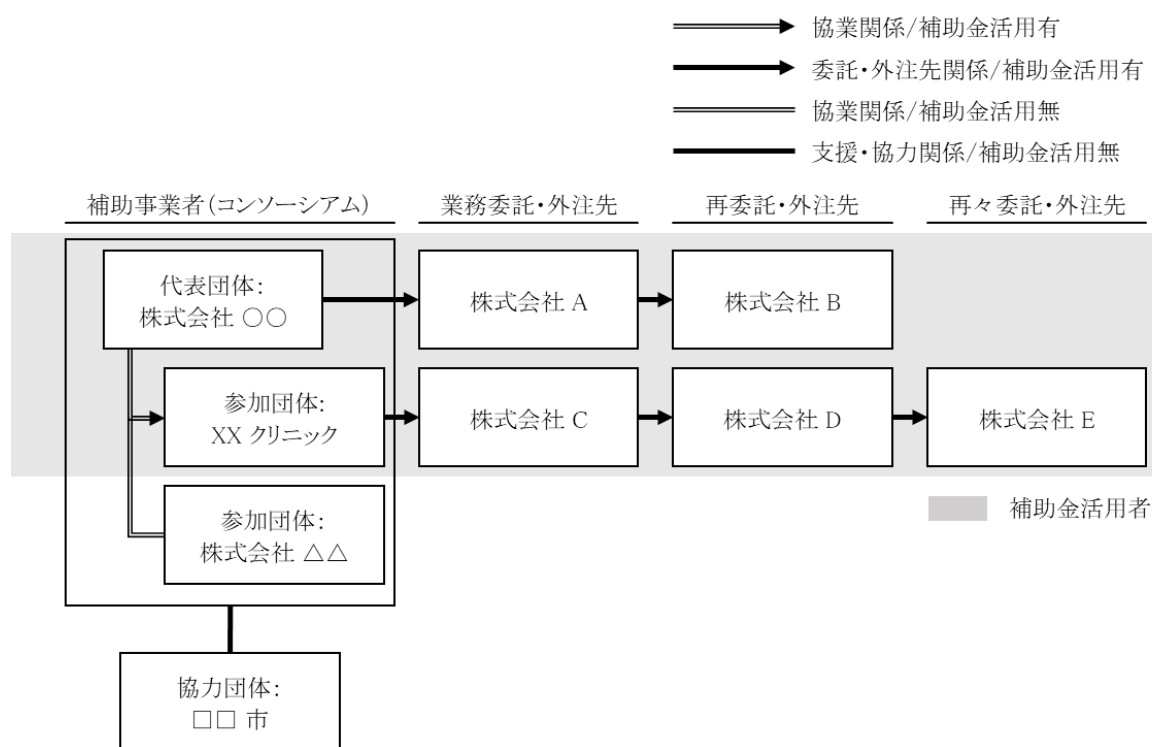 協業関係/補助金活用有
委託・外注先関係/補助金活用有
協業関係/補助金活用無
支援・協力関係/補助金活用無
補助事業者(コンソーシアム)
業務委託・外注先
再委託・外注先
再々委託・外注先
代表団体:
株式会社 〇〇
株式会社 A
株式会社 B
参加団体:
XX クリニック
株式会社 C
株式会社 D
株式会社 E
参加団体:
株式会社 △△
補助金活用者
協力団体:
□□ 市